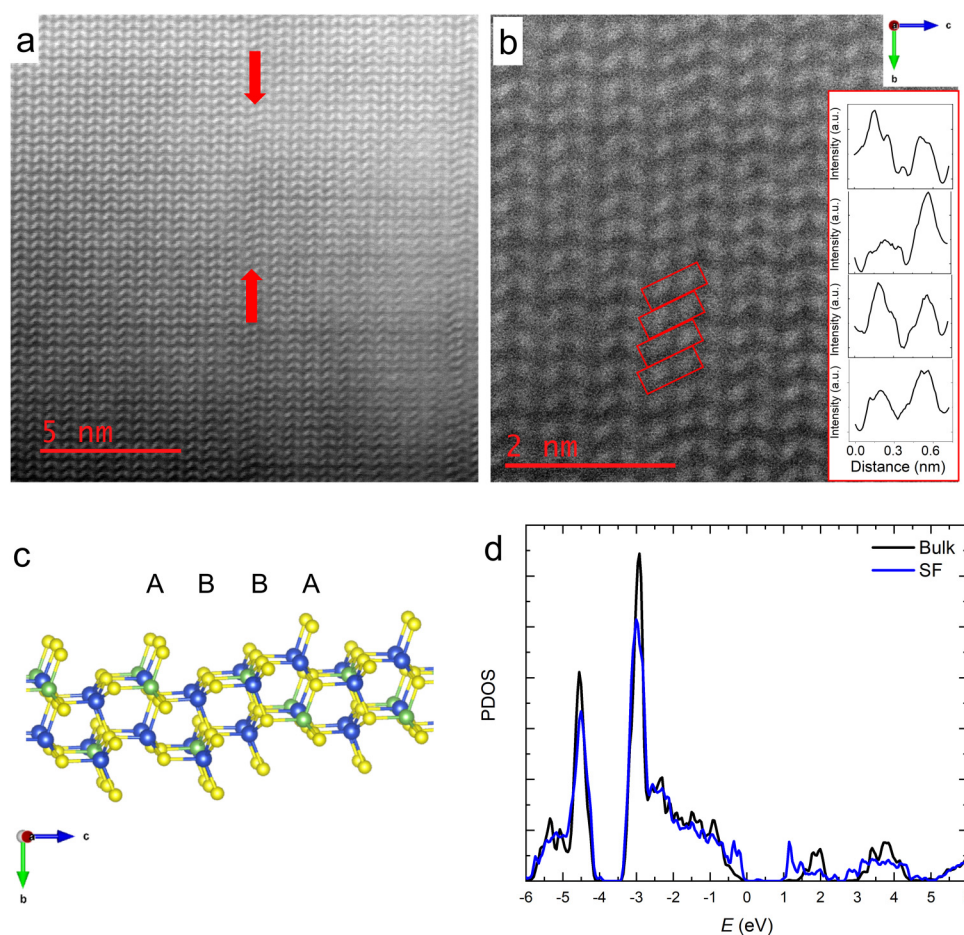 a
5 nm
b
c
b
Intensity (a.u.)
Intensity (a.u.)
Intensity (a.u.)
Intensity (a.u.)
0.0 0.3 0.6
Distance (nm)
2 nm
c
A B B A
a c
b
d
Bulk
SF
PDOS
-6 -5 -4 -3 -2 -1 0 1 2 3 4 5
E (eV)